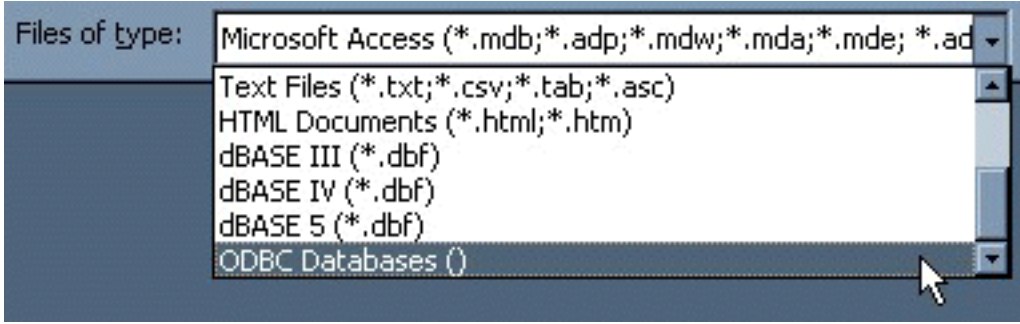 Files of type:
Microsoft Access (*.mdb;*.adp;*.mdw;*.mda;*.mde; *.ad
Text Files (*.txt;*.csv;*.tab;*.asc)
HTML Documents (*.html;*.htm)
dBASE III (*.dbf)
dBASE IV (*.dbf)
dBASE 5 (*.dbf)
ODBC Databases ()